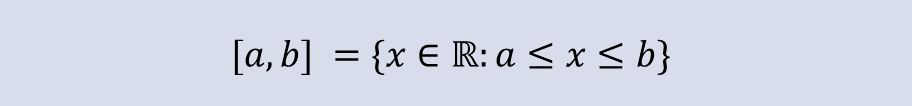 [a, b] = {x ∈ ℝ: a ≤ x ≤ b}